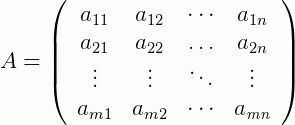 a₁₁ a₁₂ ⋯ a₁ₙ
a₂₁ a₂₂ … a₂ₙ
A = ⋮ ⋮ ⋱ ⋮
aₘ₁ aₘ₂ ⋯ aₘₙ